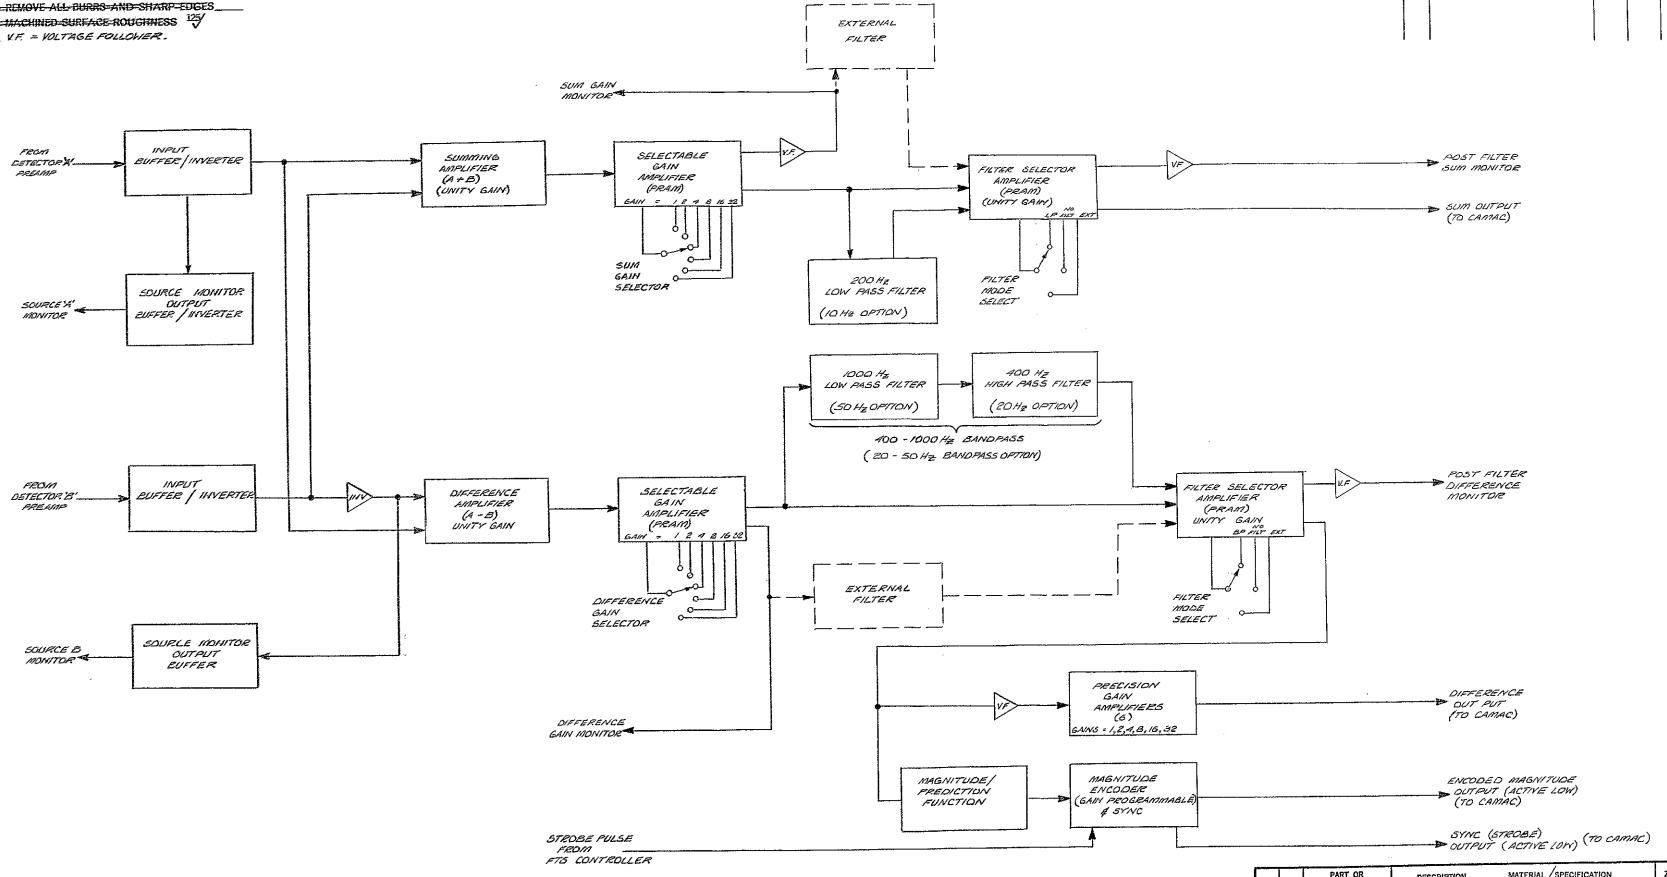 REMOVE ALL BURRS AND SHARP EDGES
MACHINED SURFACE ROUGHNESS 125/
V.F. = VOLTAGE FOLLOWER.
EXTERNAL
FILTER
SUM GAIN
MONITOR
FROM
DETECTOR 'A'
PREAMP
INPUT
BUFFER/INVERTER
SUMMING
AMPLIFIER
(A + B)
(UNITY GAIN)
SELECTABLE
GAIN
AMPLIFIER
(PRAM)
GAIN = 1 2 4 8 16 32
V.F.
SUM
GAIN
SELECTOR
FILTER SELECTOR
AMPLIFIER
(PRAM)
(UNITY GAIN)
LP NO FILT EXT
VF
POST FILTER
SUM MONITOR
SUM OUTPUT
(TO CAMAC)
FILTER
MODE
SELECT
200 Hz
LOW PASS FILTER
(10 Hz OPTION)
SOURCE 'A'
MONITOR
SOURCE MONITOR
OUTPUT
BUFFER/INVERTER
1000 Hz
LOW PASS FILTER
(50 Hz OPTION)
400 Hz
HIGH PASS FILTER
(20 Hz OPTION)
400 - 1000 Hz BANDPASS
(20 - 50 Hz BANDPASS OPTION)
FROM
DETECTOR 'B'
PREAMP
INPUT
BUFFER / INVERTER
INV
DIFFERENCE
AMPLIFIER
(A - B)
UNITY GAIN
SELECTABLE
GAIN
AMPLIFIER
(PRAM)
GAIN = 1 2 4 8 16 32
DIFFERENCE
GAIN
SELECTOR
FILTER SELECTOR
AMPLIFIER
(PRAM)
UNITY GAIN
BP NO FILT EXT
V.F.
POST FILTER
DIFFERENCE
MONITOR
EXTERNAL
FILTER
FILTER
MODE
SELECT
SOURCE B
MONITOR
SOURCE MONITOR
OUTPUT
BUFFER
DIFFERENCE
GAIN MONITOR
VF
PRECISION
GAIN
AMPLIFIERS
(6)
GAINS = 1,2,4,8,16,32
DIFFERENCE
OUT PUT
(TO CAMAC)
MAGNITUDE/
PREDICTION
FUNCTION
MAGNITUDE
ENCODER
(GAIN PROGRAMMABLE)
& SYNC
ENCODED MAGNITUDE
OUTPUT (ACTIVE LOW)
(TO CAMAC)
STROBE PULSE
FROM
FTS CONTROLLER
SYNC (STROBE)
OUTPUT (ACTIVE LOW) (TO CAMAC)
PART OR DESCRIPTION MATERIAL/SPECIFICATION